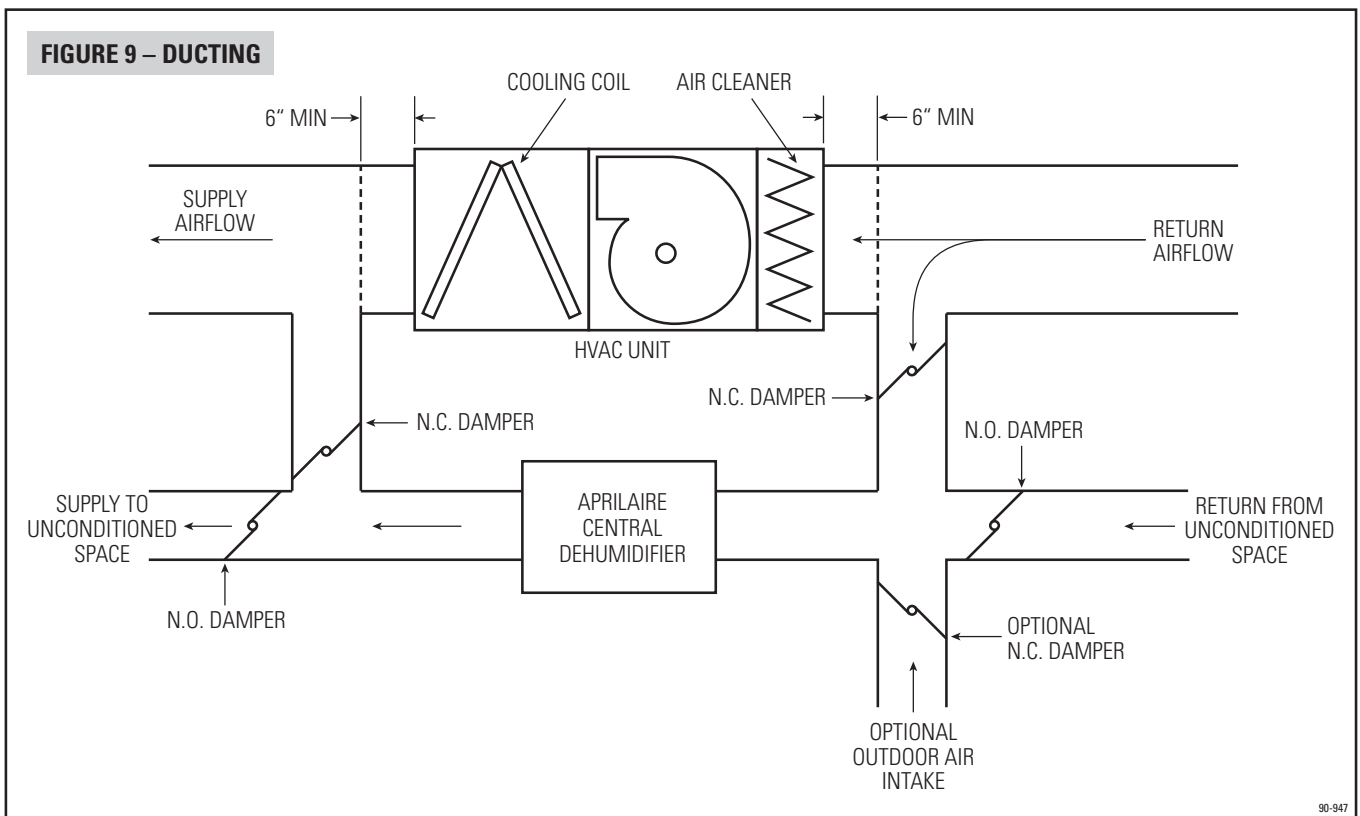 FIGURE 9 – DUCTING
COOLING COIL
AIR CLEANER
6“ MIN
6“ MIN
SUPPLY
AIRFLOW
RETURN
AIRFLOW
HVAC UNIT
N.C. DAMPER
N.C. DAMPER
N.O. DAMPER
SUPPLY TO
UNCONDITIONED
SPACE
APRILAIRE
CENTRAL
DEHUMIDIFIER
RETURN FROM
UNCONDITIONED
SPACE
N.O. DAMPER
OPTIONAL
N.C. DAMPER
OPTIONAL
OUTDOOR AIR
INTAKE
90-947